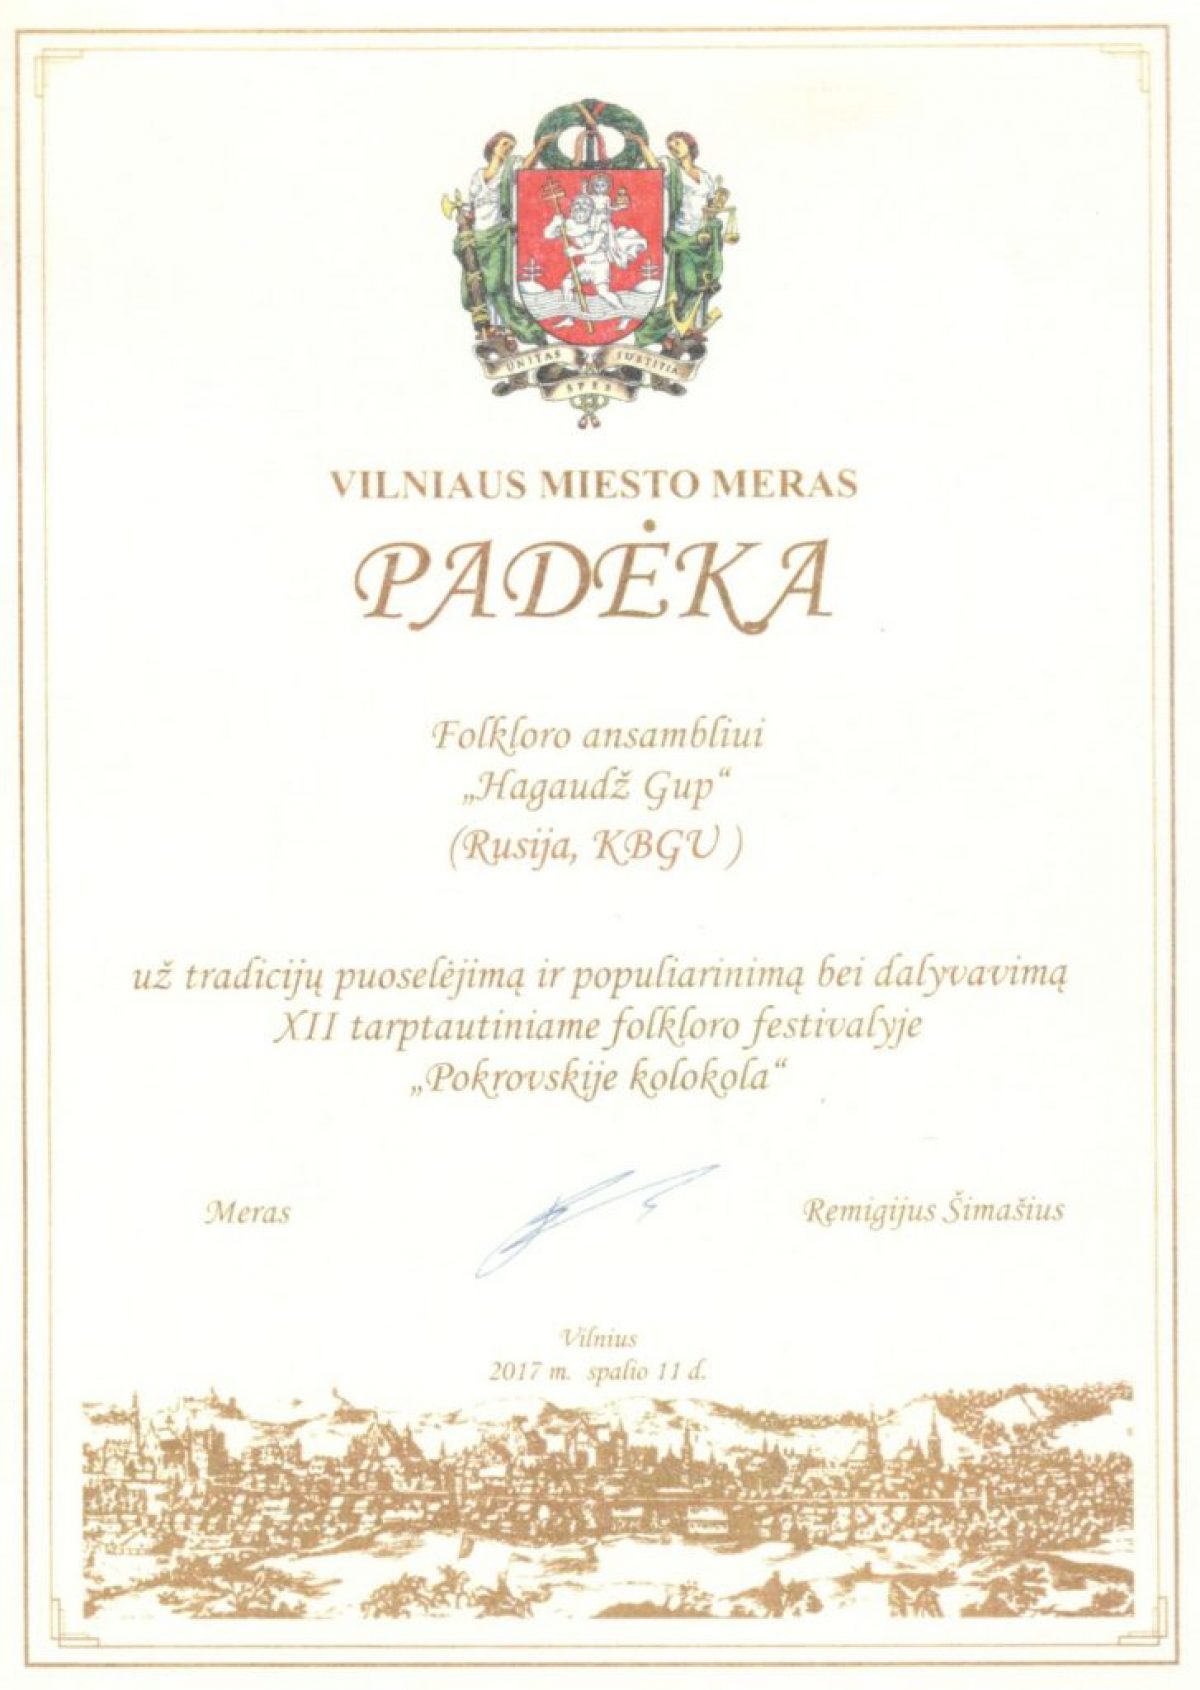 UNITAS JUSTITIA
SPES
VILNIAUS MIESTO MERAS
PADĖKA
Folkloro ansambliui
„Hagaudž Gup“
(Rusija, KBGU )
už tradicijų puoselėjimą ir populiarinimą bei dalyvavimą
XII tarptautiniame folkloro festivalyje
„Pokrovskije kolokola“
Meras Remigijus Šimašius
Vilnius
2017 m. spalio 11 d.